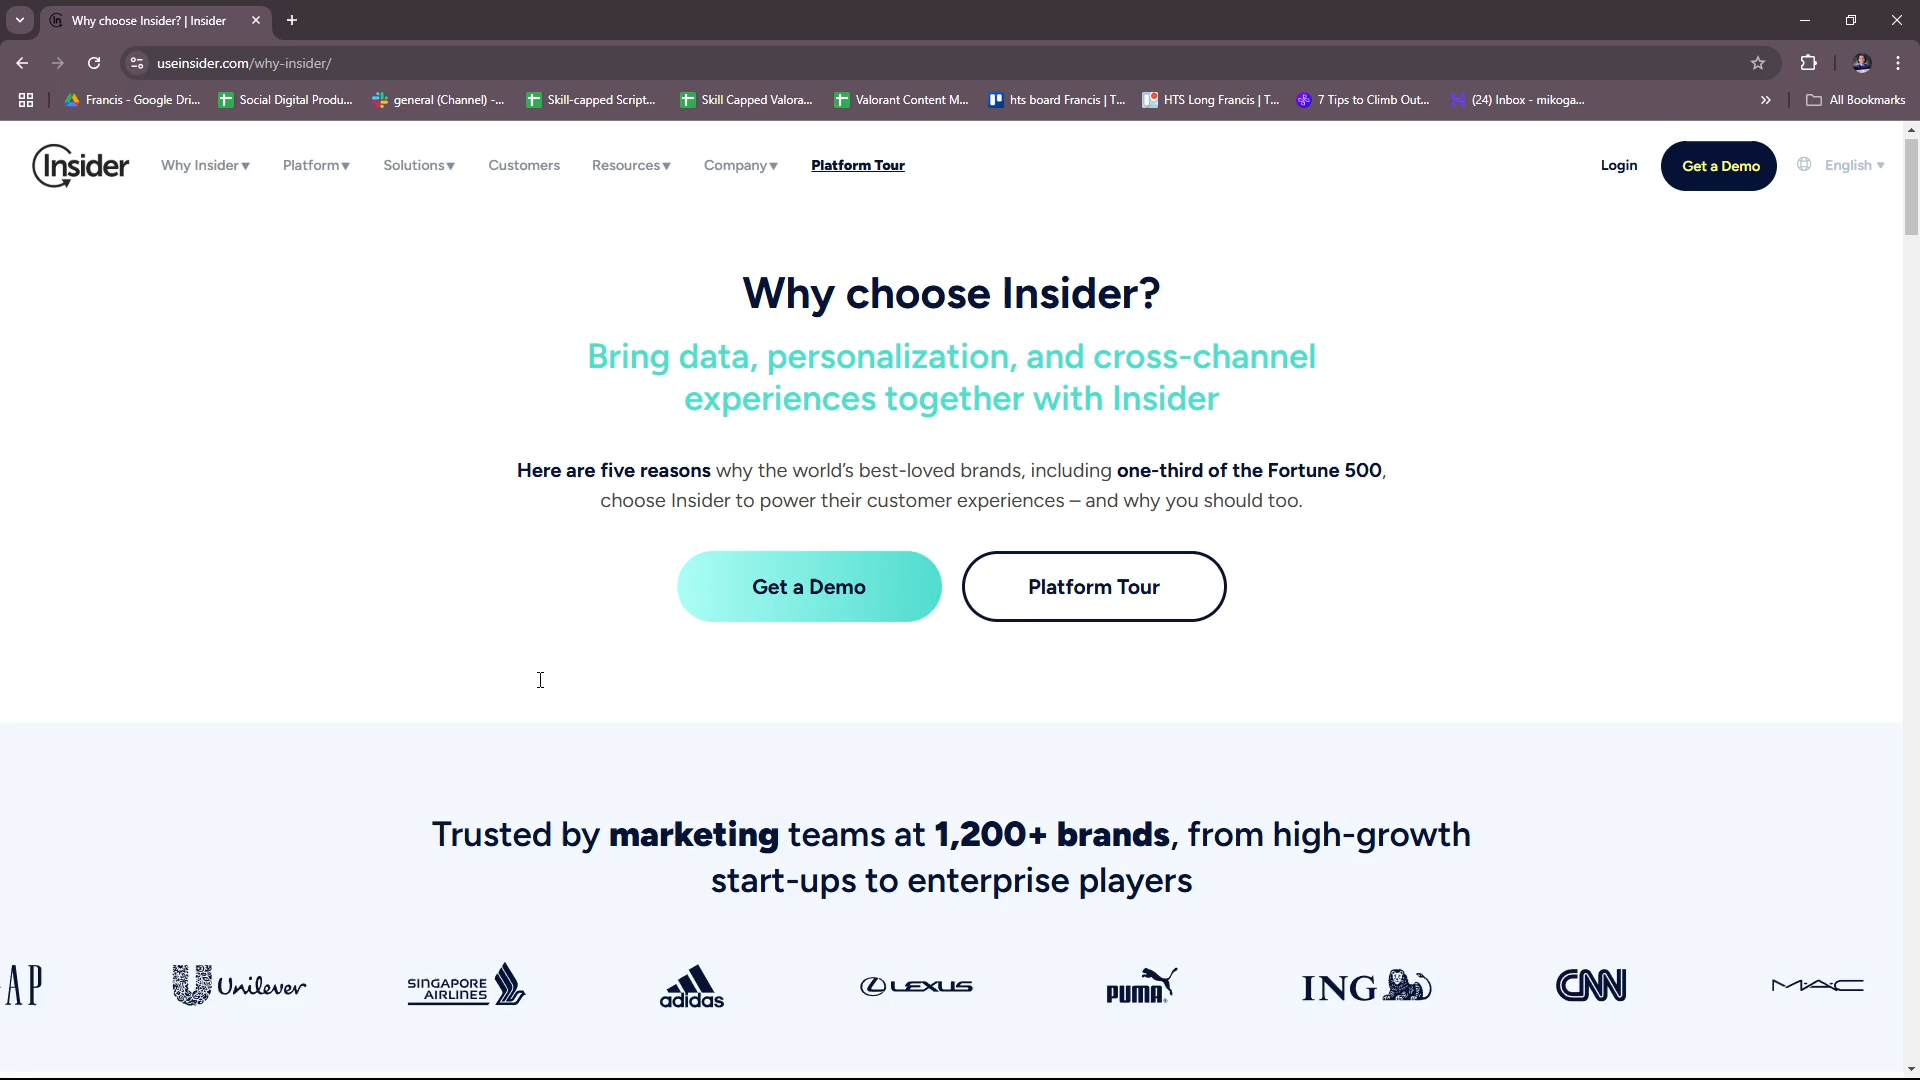 Why choose Insider? | Insider
useinsider.com/why-insider/
Francis - Google Dri...
Social Digital Produ...
general (Channel) -...
Skill-capped Script...
Skill Capped Valora...
Valorant Content M...
hts board Francis | T...
HTS Long Francis | T...
7 Tips to Climb Out...
(24) Inbox - mikoga...
All Bookmarks
Insider
Why Insider▾
Platform▾
Solutions▾
Customers
Resources▾
Company▾
Platform Tour
Login
Get a Demo
English ▾
Why choose Insider?
Bring data, personalization, and cross-channel
experiences together with Insider
Here are five reasons why the world's best-loved brands, including one-third of the Fortune 500,
choose Insider to power their customer experiences – and why you should too.
Get a Demo
Platform Tour
Trusted by marketing teams at 1,200+ brands, from high-growth
start-ups to enterprise players
AP
Unilever
SINGAPORE
AIRLINES
adidas
LEXUS
PUMA
ING
CNN
MAC